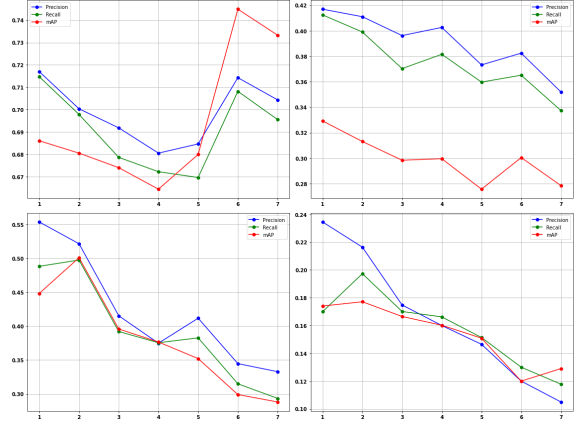 Precision
Recall
mAP
0.74
0.73
0.72
0.71
0.70
0.69
0.68
0.67
1 2 3 4 5 6 7
Precision
Recall
mAP
0.42
0.40
0.38
0.36
0.34
0.32
0.30
0.28
1 2 3 4 5 6 7
Precision
Recall
mAP
0.55
0.50
0.45
0.40
0.35
0.30
1 2 3 4 5 6 7
Precision
Recall
mAP
0.24
0.22
0.20
0.18
0.16
0.14
0.12
0.10
1 2 3 4 5 6 7